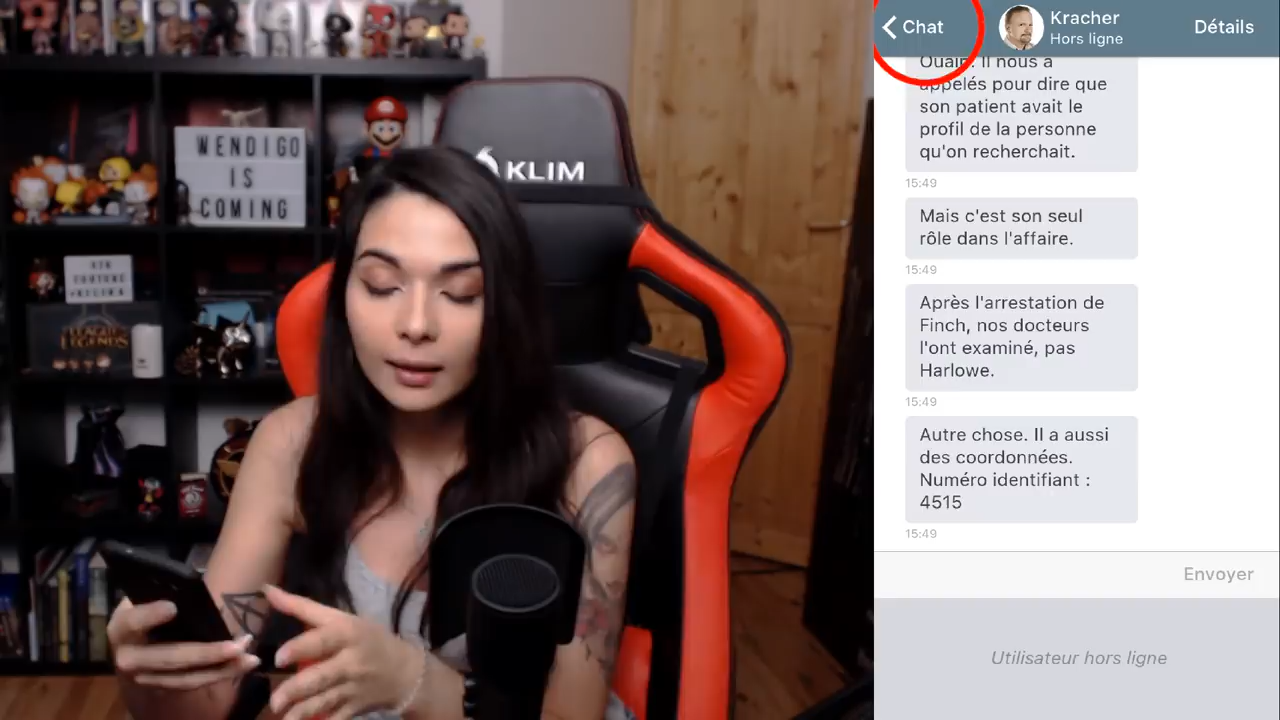 WENDIGO
IS
COMING
KLIM
LEAGUE OF
LEGENDS
Chat
Kracher
Hors ligne
Détails
Ouais. Il nous a
appelés pour dire que
son patient avait le
profil de la personne
qu'on recherchait.
15:49
Mais c'est son seul
rôle dans l'affaire.
15:49
Après l'arrestation de
Finch, nos docteurs
l'ont examiné, pas
Harlowe.
15:49
Autre chose. Il a aussi
des coordonnées.
Numéro identifiant :
4515
15:49
Envoyer
Utilisateur hors ligne